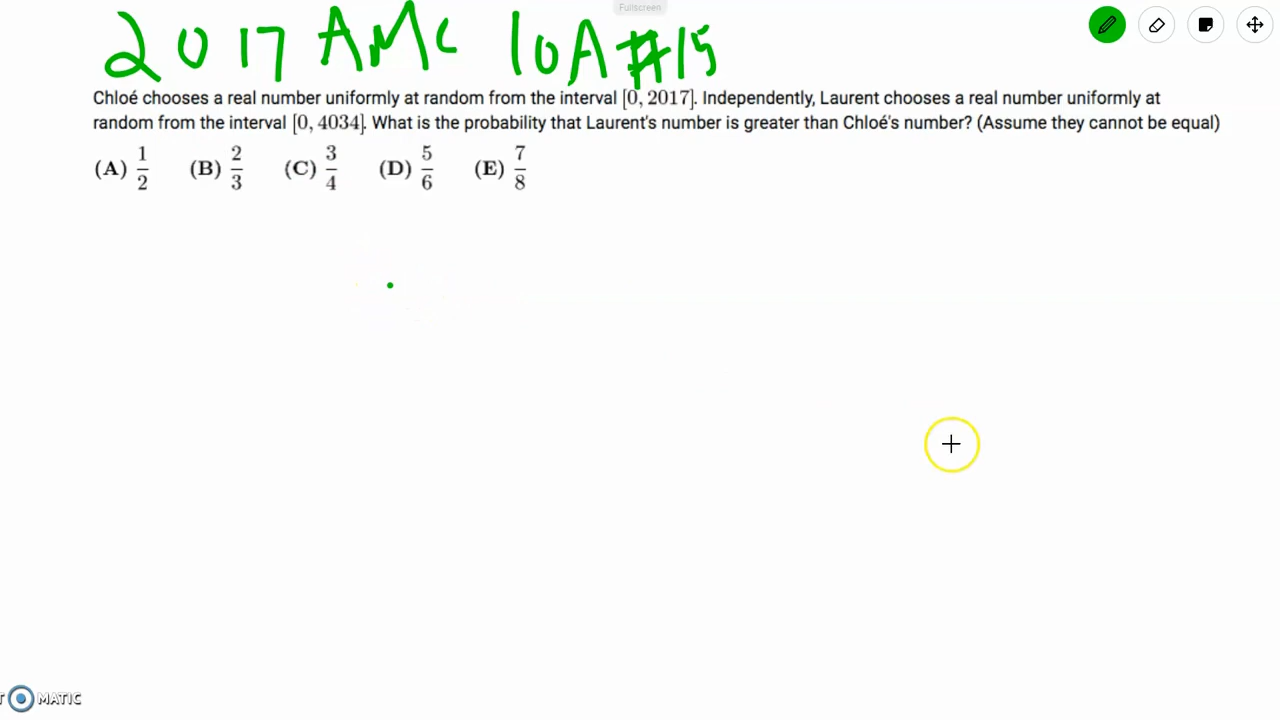 Fullscreen
2017 AMC 10A #15
Chloé chooses a real number uniformly at random from the interval [0, 2017]. Independently, Laurent chooses a real number uniformly at
random from the interval [0, 4034]. What is the probability that Laurent's number is greater than Chloé's number? (Assume they cannot be equal)
(A) 1/2 (B) 2/3 (C) 3/4 (D) 5/6 (E) 7/8
MATIC